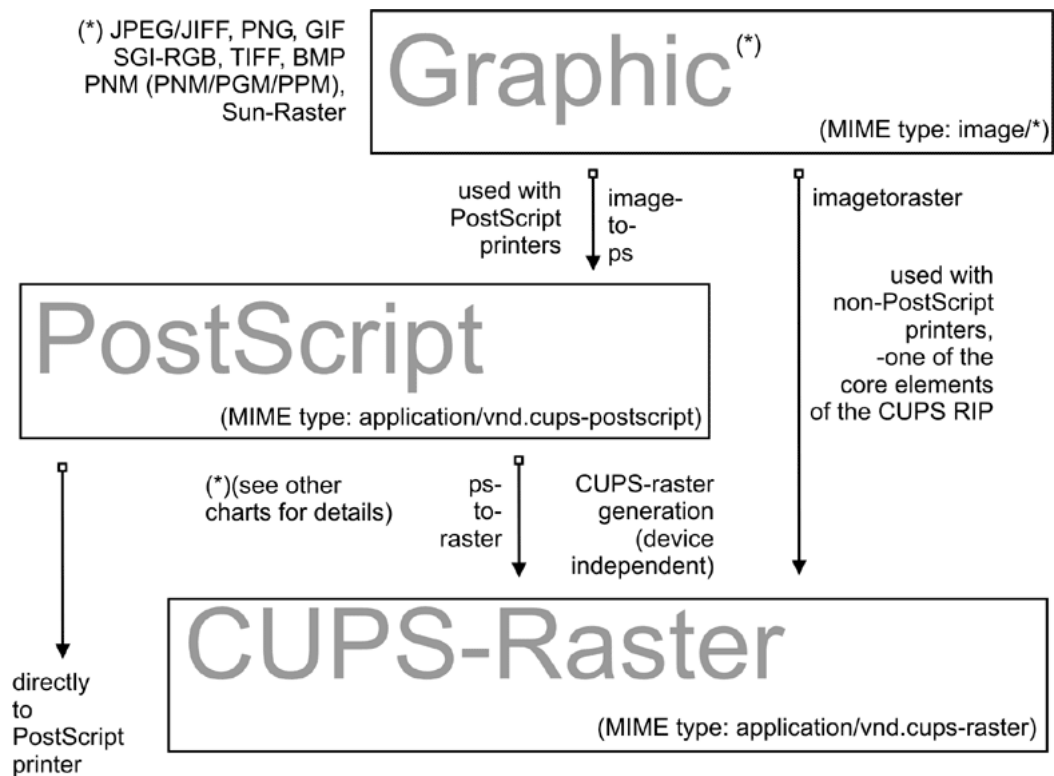 (*) JPEG/JIFF, PNG, GIF
SGI-RGB, TIFF, BMP
PNM (PNM/PGM/PPM),
Sun-Raster
Graphic(*)
(MIME type: image/*)
used with
PostScript
printers
image-
to-
ps
imagetoraster
used with
non-PostScript
printers,
-one of the
core elements
of the CUPS RIP
PostScript
(MIME type: application/vnd.cups-postscript)
(*)(see other
charts for details)
ps-
to-
raster
CUPS-raster
generation
(device
independent)
directly
to
PostScript
printer
CUPS-Raster
(MIME type: application/vnd.cups-raster)